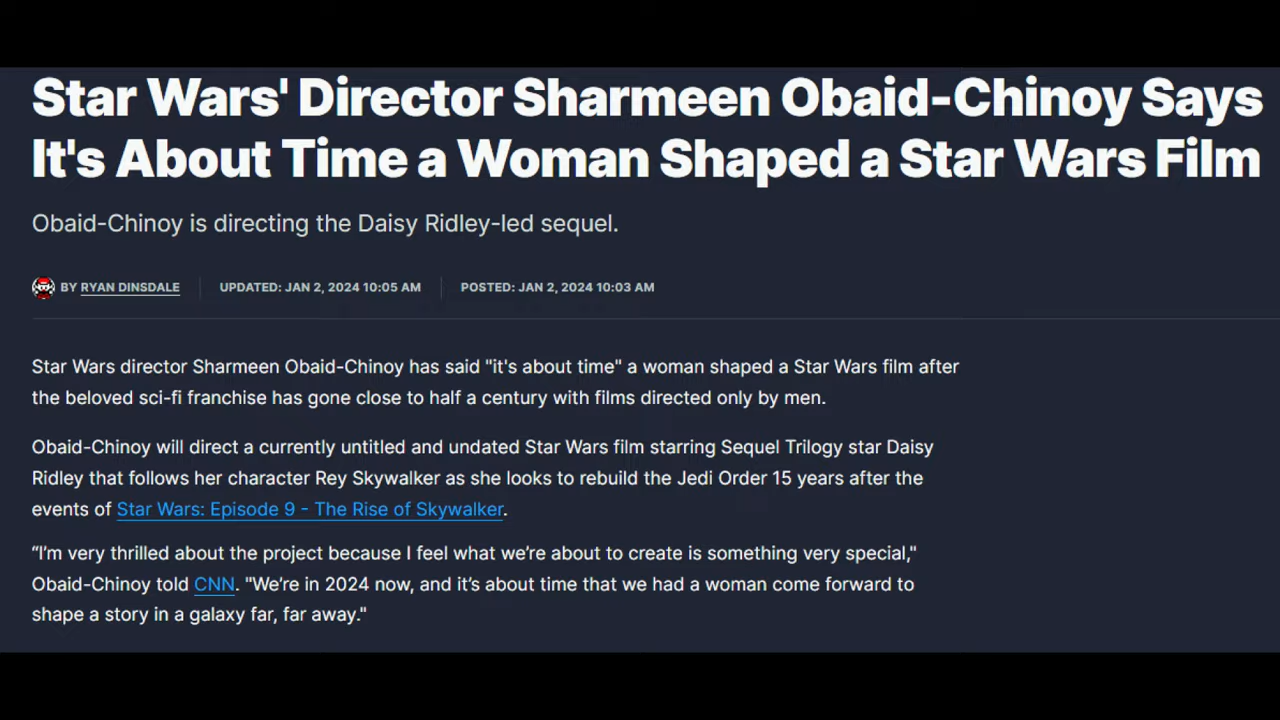 Star Wars' Director Sharmeen Obaid-Chinoy Says
It's About Time a Woman Shaped a Star Wars Film
Obaid-Chinoy is directing the Daisy Ridley-led sequel.
BY RYAN DINSDALE UPDATED: JAN 2, 2024 10:05 AM POSTED: JAN 2, 2024 10:03 AM
Star Wars director Sharmeen Obaid-Chinoy has said "it's about time" a woman shaped a Star Wars film after
the beloved sci-fi franchise has gone close to half a century with films directed only by men.
Obaid-Chinoy will direct a currently untitled and undated Star Wars film starring Sequel Trilogy star Daisy
Ridley that follows her character Rey Skywalker as she looks to rebuild the Jedi Order 15 years after the
events of Star Wars: Episode 9 - The Rise of Skywalker.
“I’m very thrilled about the project because I feel what we’re about to create is something very special,"
Obaid-Chinoy told CNN. "We’re in 2024 now, and it’s about time that we had a woman come forward to
shape a story in a galaxy far, far away."